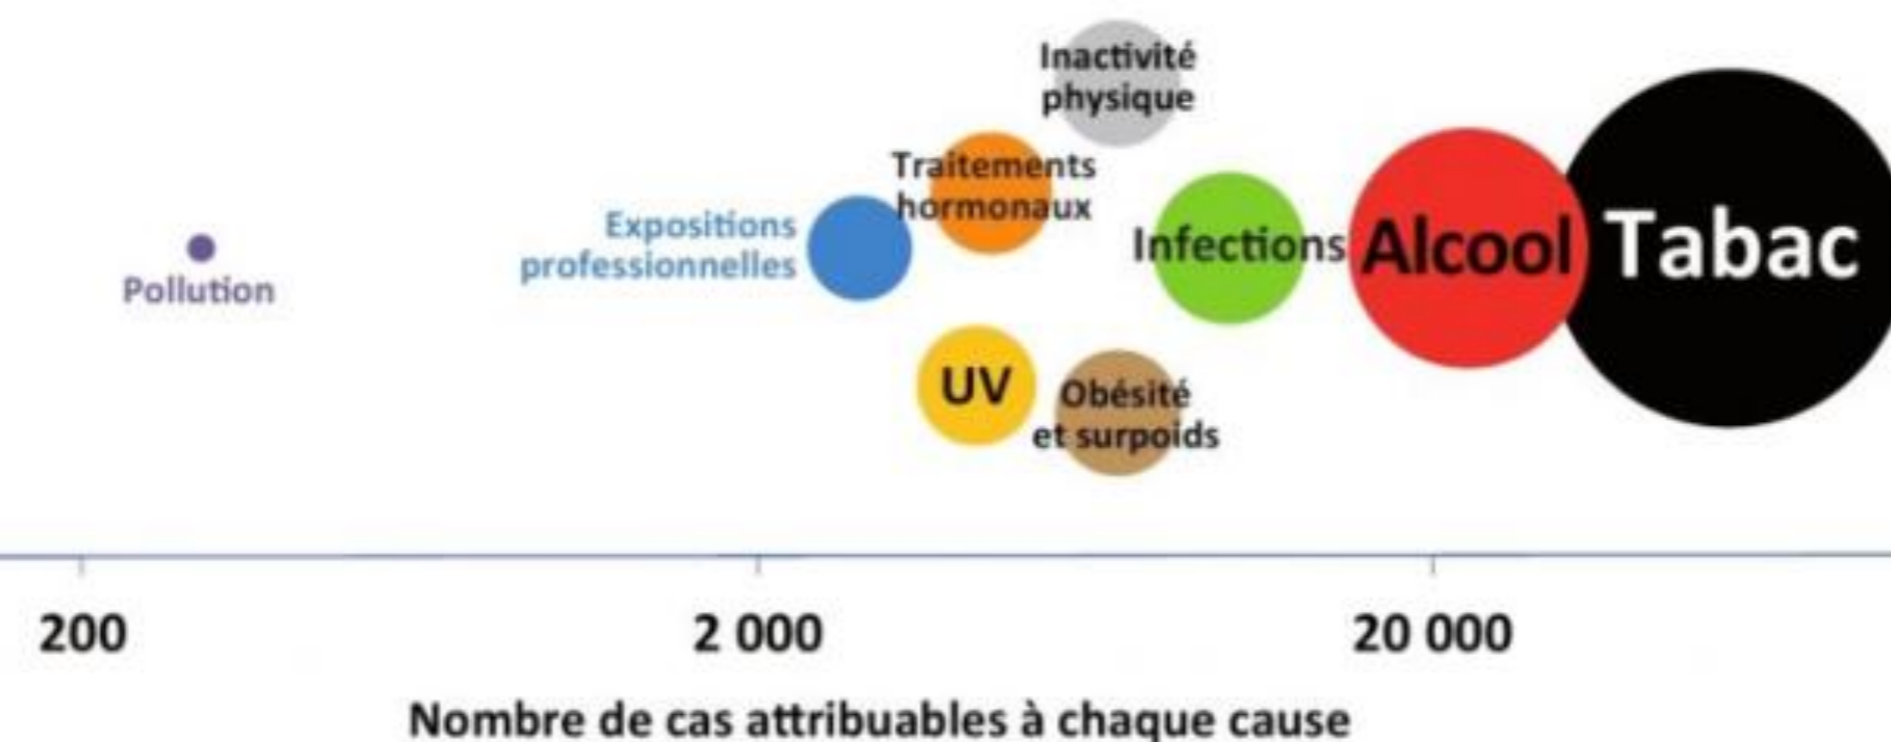 Inactivité
physique
Traitements
hormonaux
Expositions
professionnelles
Pollution
Infections
Alcool
Tabac
UV
Obésité
et surpoids
200
2 000
20 000
Nombre de cas attribuables à chaque cause